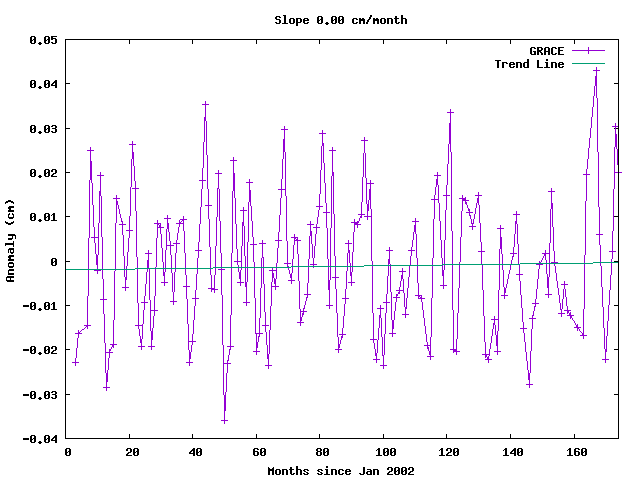 Slope 0.00 cm/month
0.05
0.04
0.03
0.02
0.01
0
-0.01
-0.02
-0.03
-0.04
Anomaly (cm)
GRACE
Trend Line
0 20 40 60 80 100 120 140 160
Months since Jan 2002